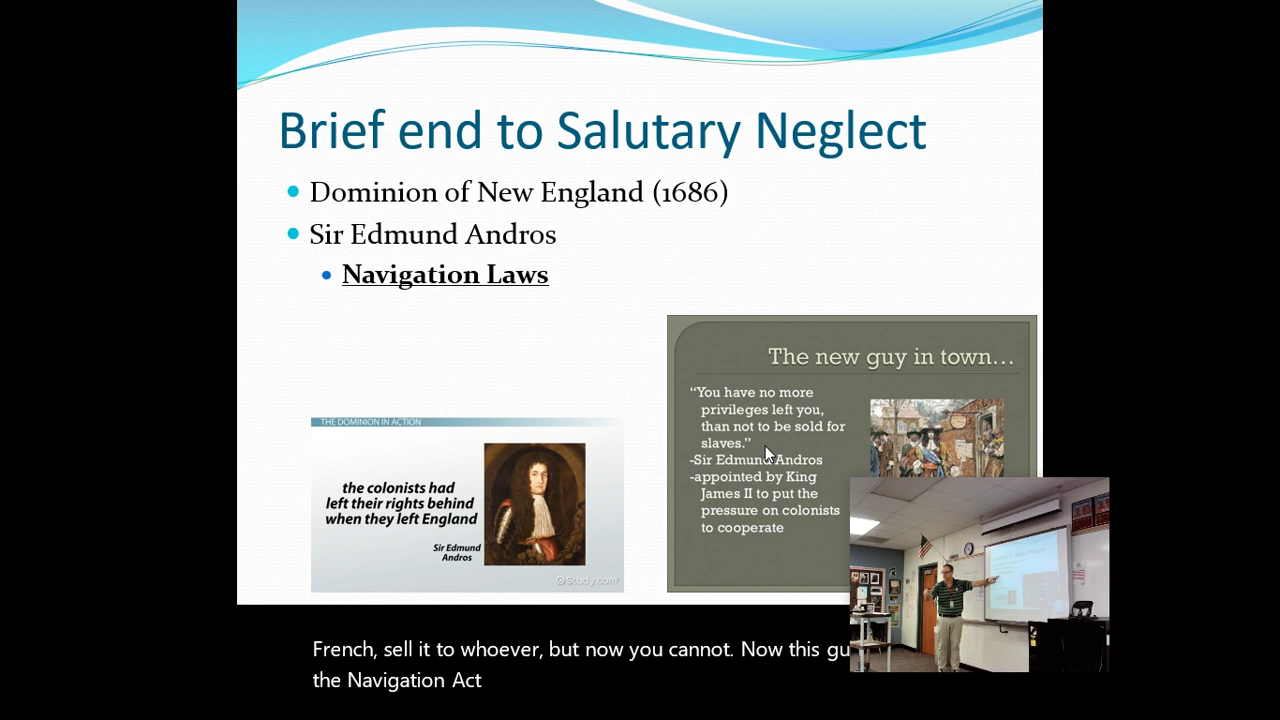 Brief end to Salutary Neglect
Dominion of New England (1686)
Sir Edmund Andros
Navigation Laws
THE DOMINION IN ACTION
the colonists had
left their rights behind
when they left England
Sir Edmund
Andros
Study.com
The new guy in town...
“You have no more
privileges left you,
than not to be sold for
slaves.”
-Sir Edmund Andros
-appointed by King
James II to put the
pressure on colonists
to cooperate
French, sell it to whoever, but now you cannot. Now this
the Navigation Act